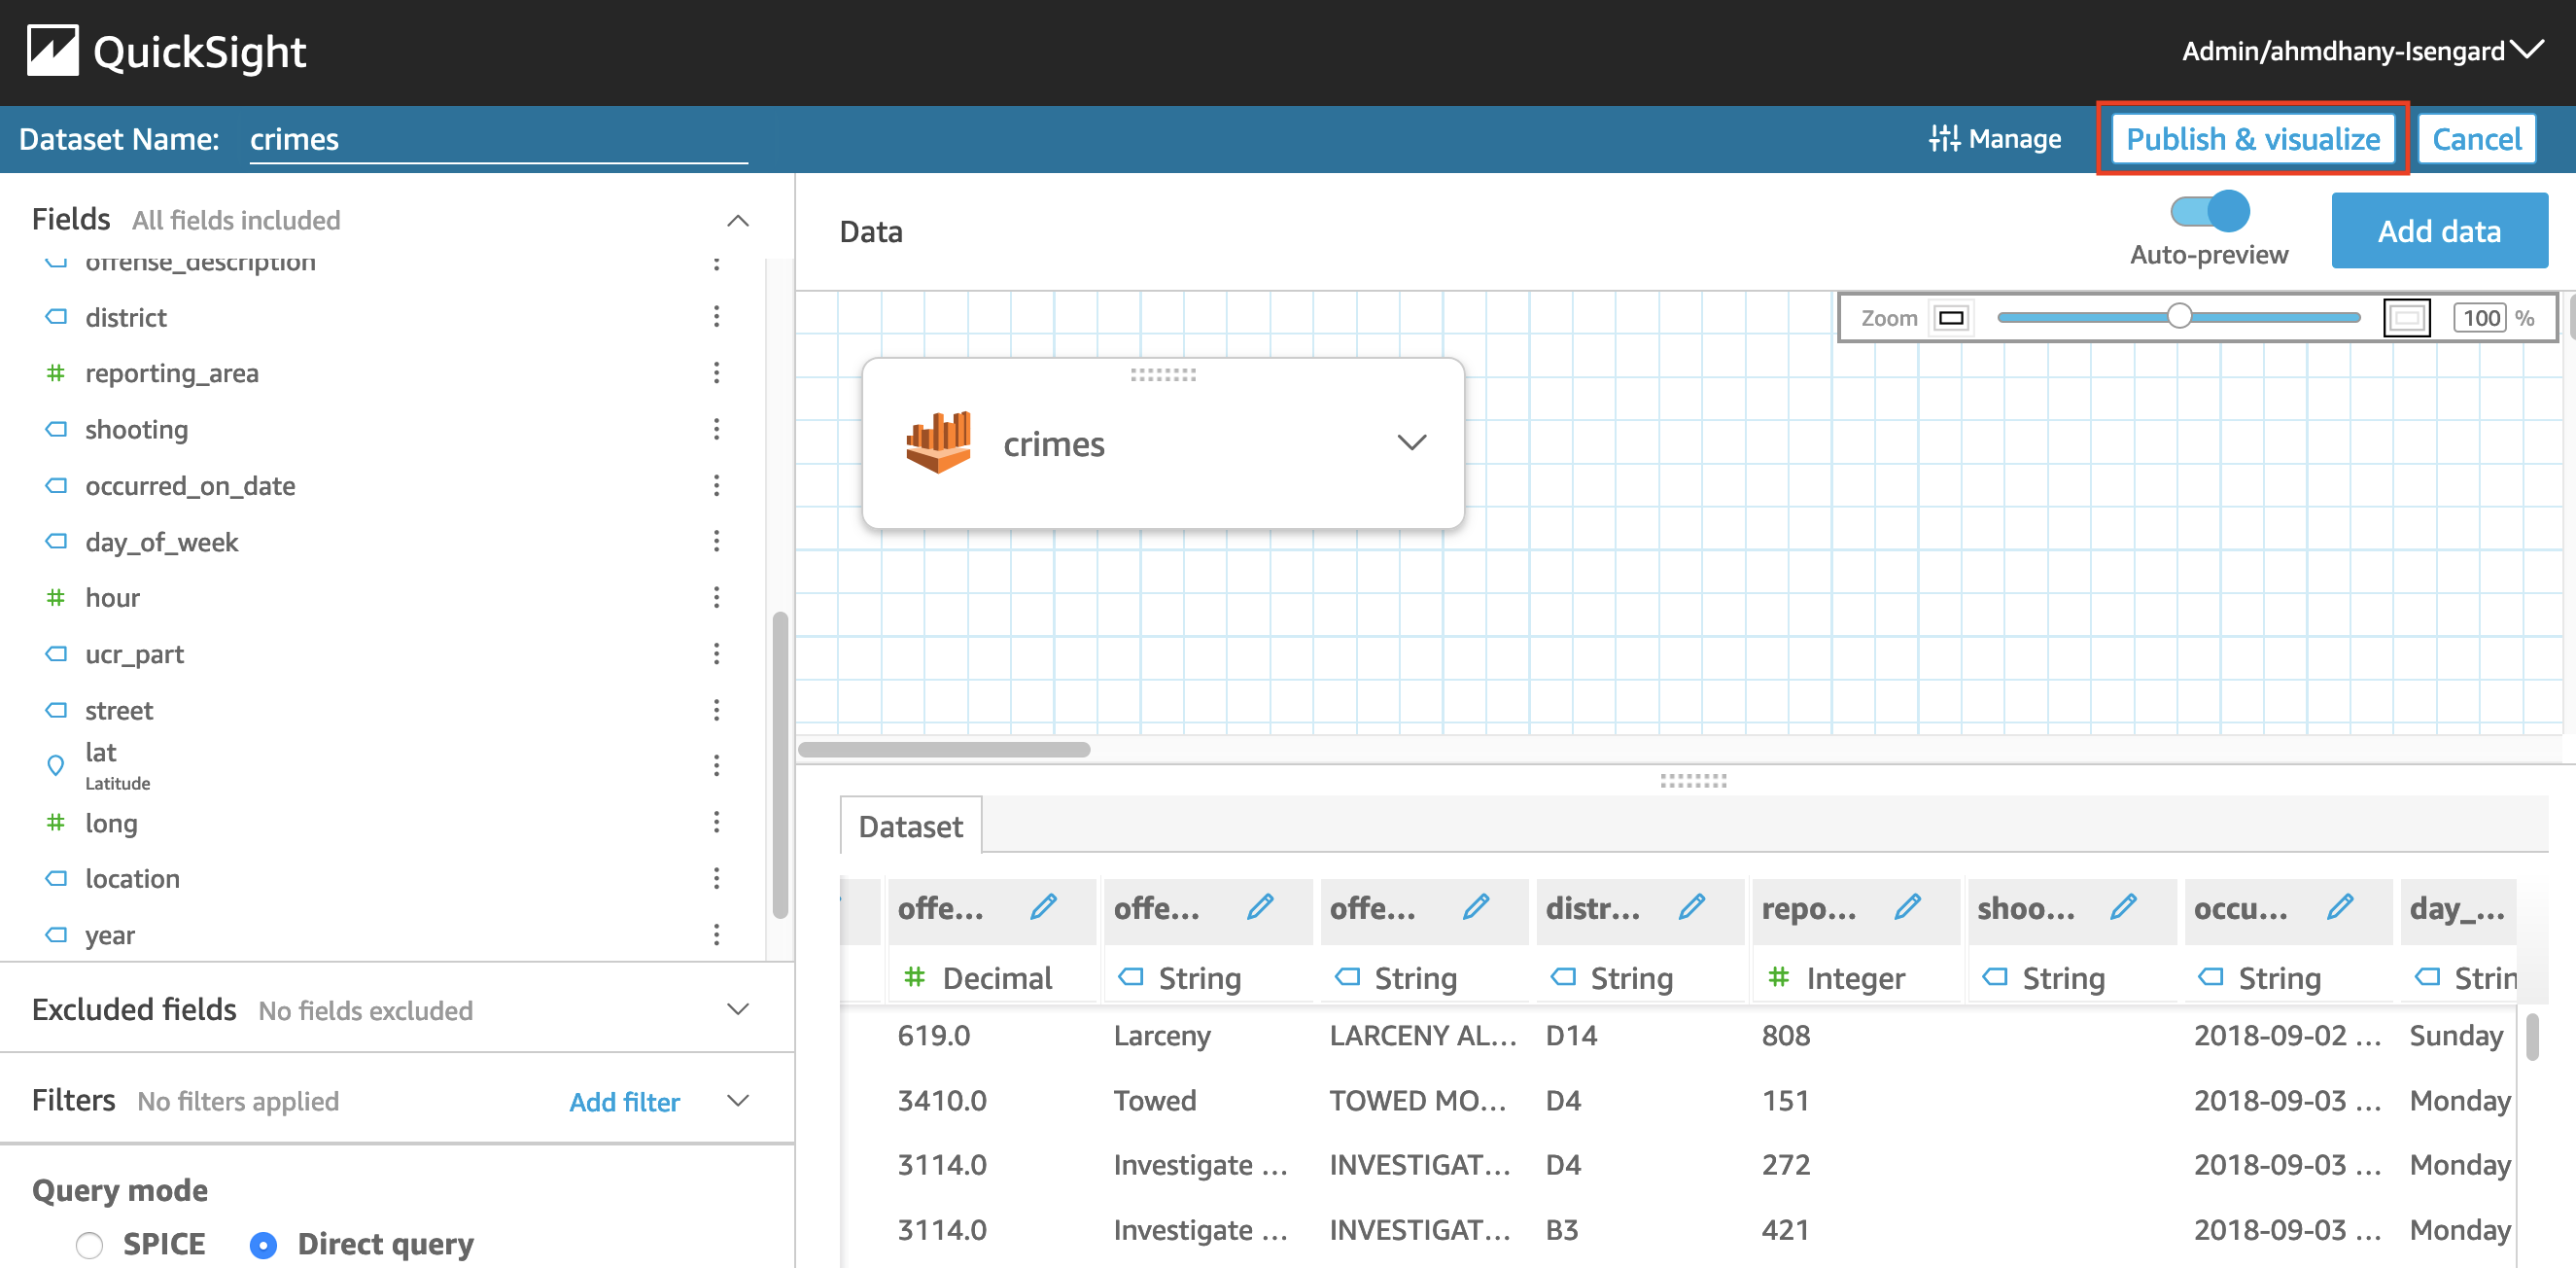 QuickSight
Admin/ahmdhany-Isengard
Dataset Name: crimes
Manage
Publish & visualize
Cancel
Fields All fields included
offense_description
district
reporting_area
shooting
occurred_on_date
day_of_week
hour
ucr_part
street
lat
Latitude
long
location
year
Excluded fields No fields excluded
Filters No filters applied Add filter
Query mode
SPICE Direct query
Data
Auto-preview
Add data
Zoom 100 %
crimes
Dataset
offe... offe... offe... distr... repo... shoo... occu... day_...
Decimal String String String Integer String String Strin
619.0 Larceny LARCENY AL... D14 808 2018-09-02 ... Sunday
3410.0 Towed TOWED MO... D4 151 2018-09-03 ... Monday
3114.0 Investigate ... INVESTIGAT... D4 272 2018-09-03 ... Monday
3114.0 Investigate ... INVESTIGAT... B3 421 2018-09-03 ... Monday